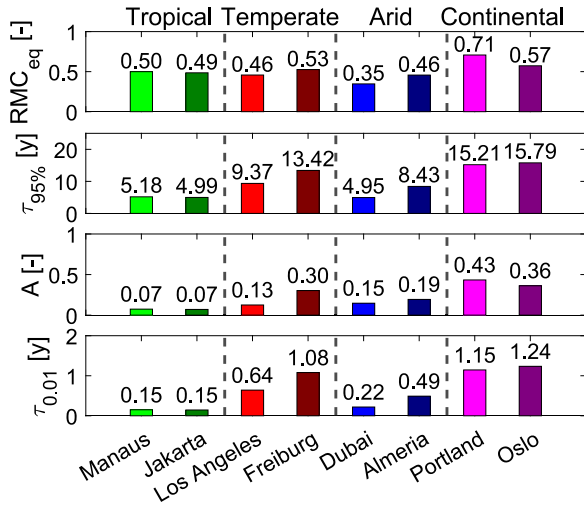 Tropical Temperate Arid Continental
RMC_eq [-]
1
0.5
0
0.50 0.49 0.46 0.53 0.35 0.46 0.71 0.57
τ_95% [y]
20
10
0
5.18 4.99 9.37 13.42 4.95 8.43 15.21 15.79
A [-]
1
0.5
0
0.07 0.07 0.13 0.30 0.15 0.19 0.43 0.36
τ_0.01 [y]
2
1
0
0.15 0.15 0.64 1.08 0.22 0.49 1.15 1.24
Manaus Jakarta Los Angeles Freiburg Dubai Almeria Portland Oslo